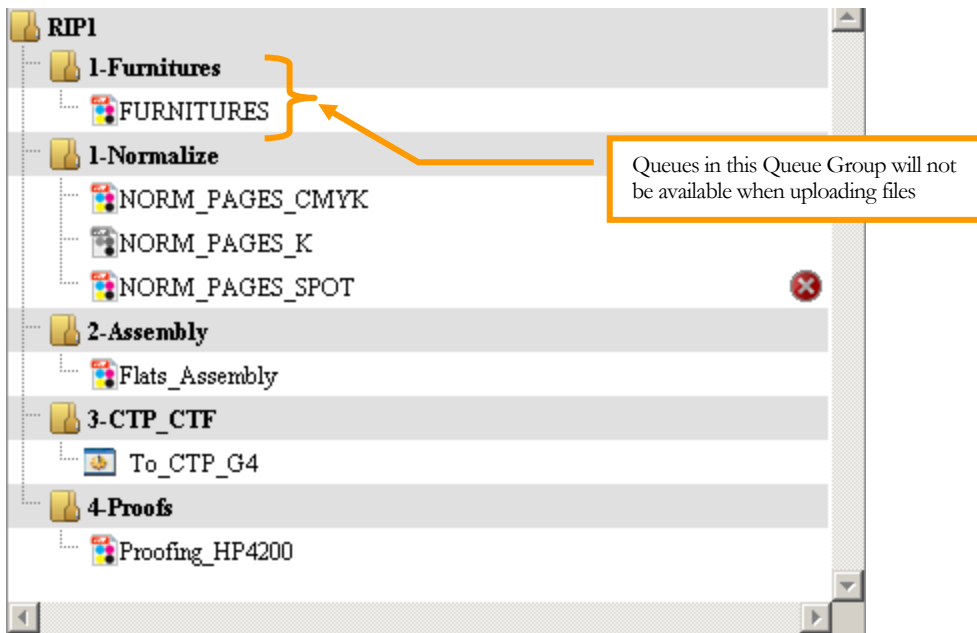 RIP1
1-Furnitures
FURNITURES
1-Normalize
Queues in this Queue Group will not
be available when uploading files
NORM_PAGES_CMYK
NORM_PAGES_K
NORM_PAGES_SPOT
2-Assembly
Flats_Assembly
3-CTP_CTF
To_CTP_G4
4-Proofs
Proofing_HP4200